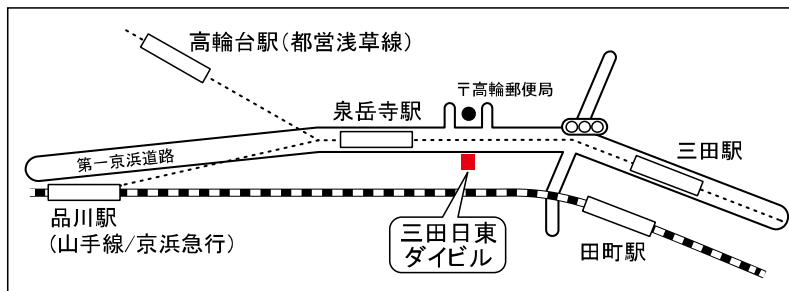 高輪台駅(都営浅草線)
〒高輪郵便局
泉岳寺駅
三田駅
第一京浜道路
品川駅
(山手線/京浜急行)
三田日東
ダイビル
田町駅